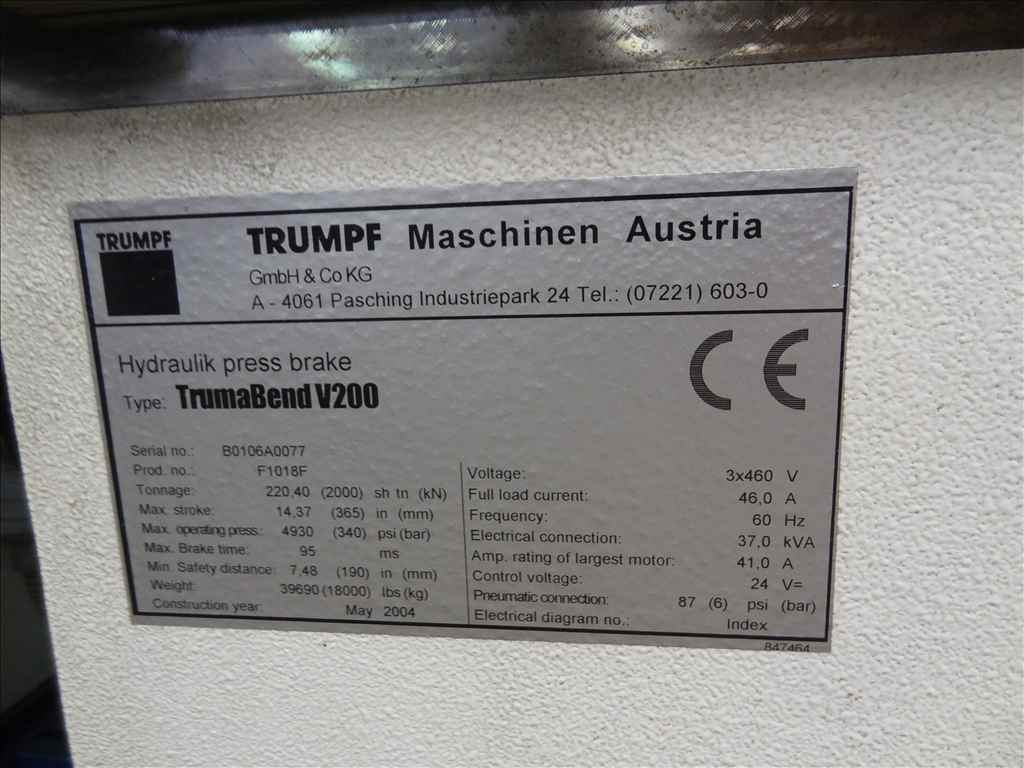 TRUMPF
TRUMPF Maschinen Austria
GmbH & Co KG
A - 4061 Pasching Industriepark 24 Tel.: (07221) 603-0
CE
Hydraulik press brake
Type: TrumaBend V200
Serial no.: B0106A0077
Prod. no.: F1018F
Tonnage: 220,40 (2000) sh tn (kN)
Max. stroke: 14,37 (365) in (mm)
Max. operating press.: 4930 (340) psi (bar)
Max. Brake time: 95 ms
Min. Safety distance: 7,48 (190) in (mm)
Weight: 39690 (18000) lbs (kg)
Construction year: May 2004
Voltage: 3x460 V
Full load current: 46,0 A
Frequency: 60 Hz
Electrical connection: 37,0 kVA
Amp. rating of largest motor: 41,0 A
Control voltage: 24 V=
Pneumatic connection: 87 (6) psi (bar)
Electrical diagram no.: Index
847464